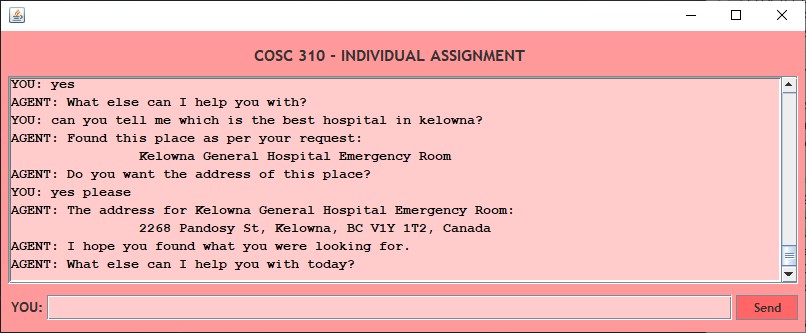 COSC 310 - INDIVIDUAL ASSIGNMENT
YOU: yes
AGENT: What else can I help you with?
YOU: can you tell me which is the best hospital in kelowna?
AGENT: Found this place as per your request:
Kelowna General Hospital Emergency Room
AGENT: Do you want the address of this place?
YOU: yes please
AGENT: The address for Kelowna General Hospital Emergency Room:
2268 Pandosy St, Kelowna, BC V1Y 1T2, Canada
AGENT: I hope you found what you were looking for.
AGENT: What else can I help you with today?
YOU:
Send